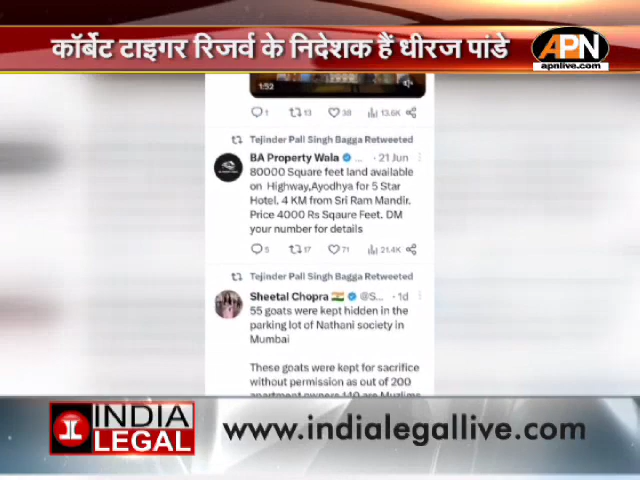 कॉर्बेट टाइगर रिजर्व के निदेशक हैं धीरज पांडे
APN
apnlive.com
1:52
1 13 38 13.6K
Tejinder Pall Singh Bagga Retweeted
BA Property Wala ... · 21 Jun
80000 Square feet land available
on Highway,Ayodhya for 5 Star
Hotel. 4 KM from Sri Ram Mandir.
Price 4000 Rs Sqaure Feet. DM
your number for details
5 17 71 21.4K
Tejinder Pall Singh Bagga Retweeted
Sheetal Chopra @S... · 1d
55 goats were kept hidden in the
parking lot of Nathani society in
Mumbai
These goats were kept for sacrifice
without permission as out of 200
apartment owners 140 are Muzlims
INDIA
LEGAL
www.indialegallive.com